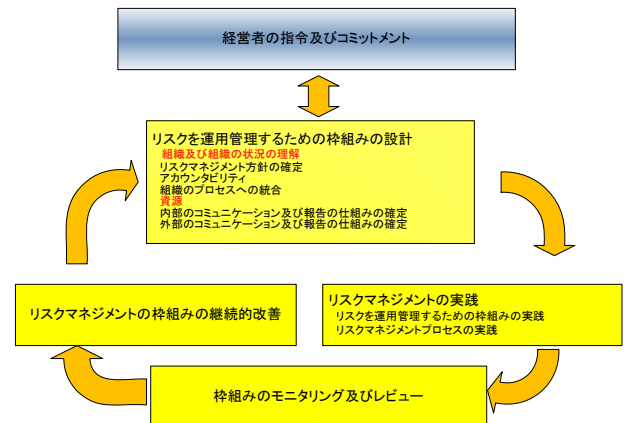 経営者の指令及びコミットメント
リスクを運用管理するための枠組みの設計
組織及び組織の状況の理解
リスクマネジメント方針の確定
アカウンタビリティ
組織のプロセスへの統合
資源
内部のコミュニケーション及び報告の仕組みの確定
外部のコミュニケーション及び報告の仕組みの確定
リスクマネジメントの枠組みの継続的改善
リスクマネジメントの実践
リスクを運用管理するための枠組みの実践
リスクマネジメントプロセスの実践
枠組みのモニタリング及びレビュー